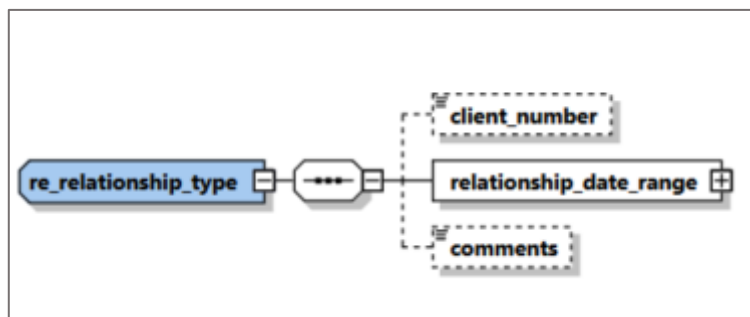 client_number
re_relationship_type
relationship_date_range
comments